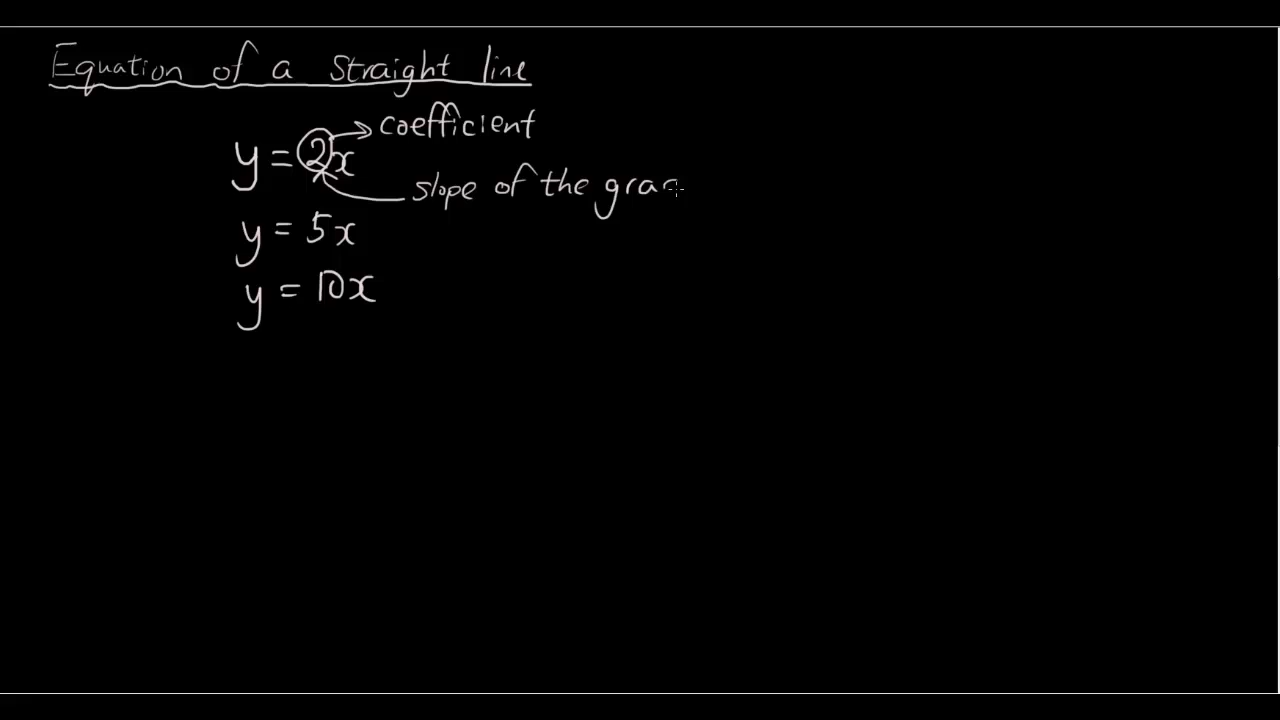 Equation of a straight line
y = 2x → coefficient
slope of the gra
y = 5x
y = 10x